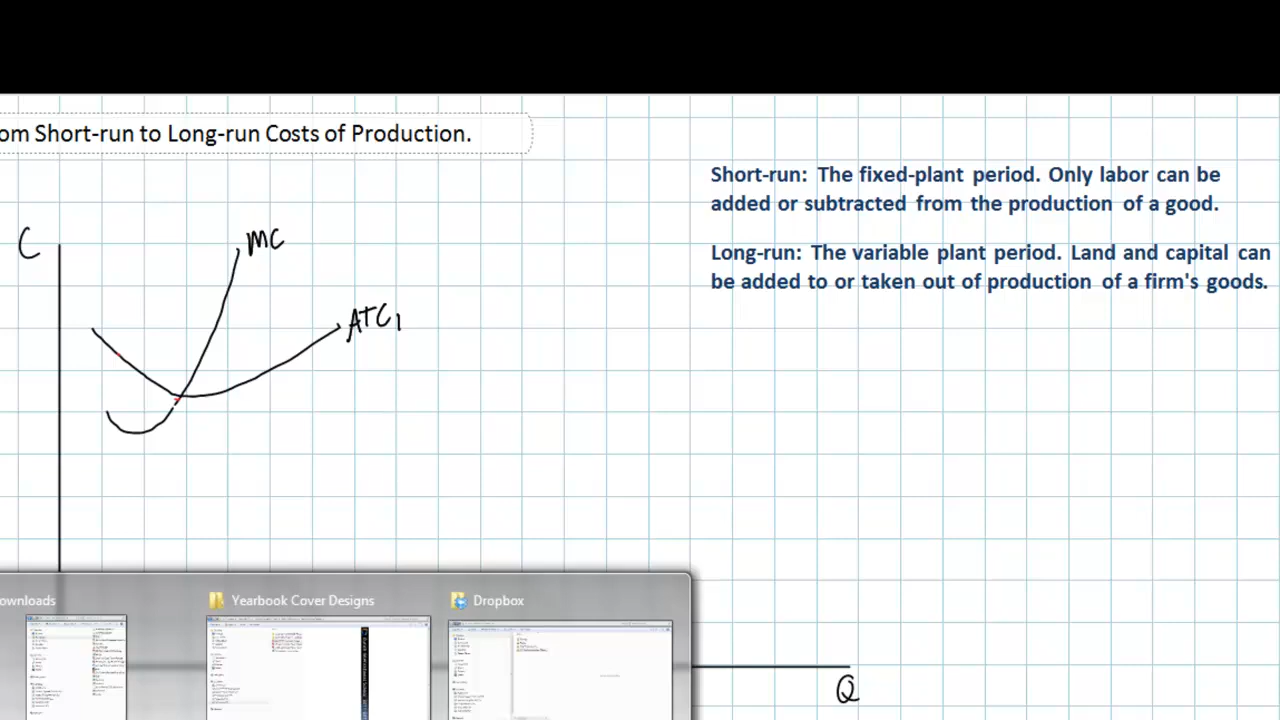 om Short-run to Long-run Costs of Production.
Short-run: The fixed-plant period. Only labor can be
added or subtracted from the production of a good.
Long-run: The variable plant period. Land and capital can
be added to or taken out of production of a firm's goods.
C
MC
ATC1
ownloads
Yearbook Cover Designs
Dropbox
Q